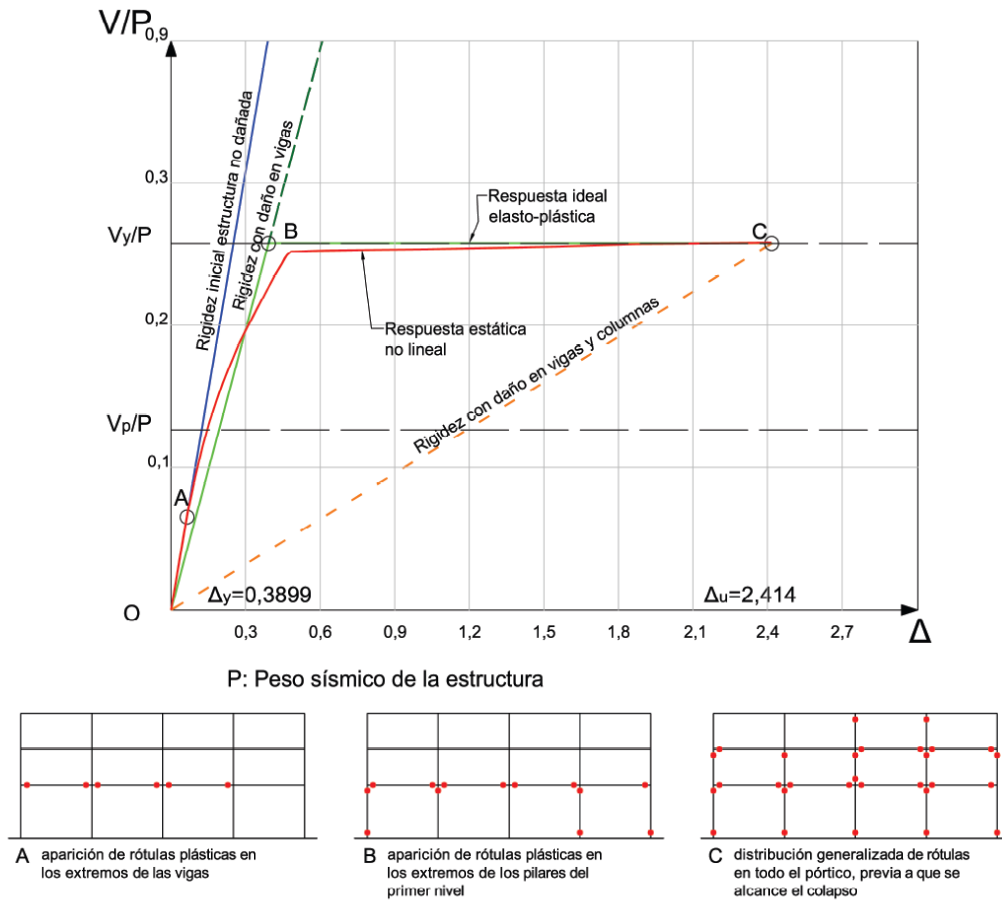 V/P
0,9
Rigidez inicial estructura no dañada
Rigidez con daño en vigas
0,3
Respuesta ideal
elasto-plástica
Vy/P
B
C
0,2
Respuesta estática
no lineal
Rigidez con daño en vigas y columnas
Vp/P
0,1
A
Δy=0,3899
Δu=2,414
O
0,3
0,6
0,9
1,2
1,5
1,8
2,1
2,4
2,7
Δ
P: Peso sísmico de la estructura
A aparición de rótulas plásticas en
los extremos de las vigas
B aparición de rótulas plásticas en
los extremos de los pilares del
primer nivel
C distribución generalizada de rótulas
en todo el pórtico, previa a que se
alcance el colapso